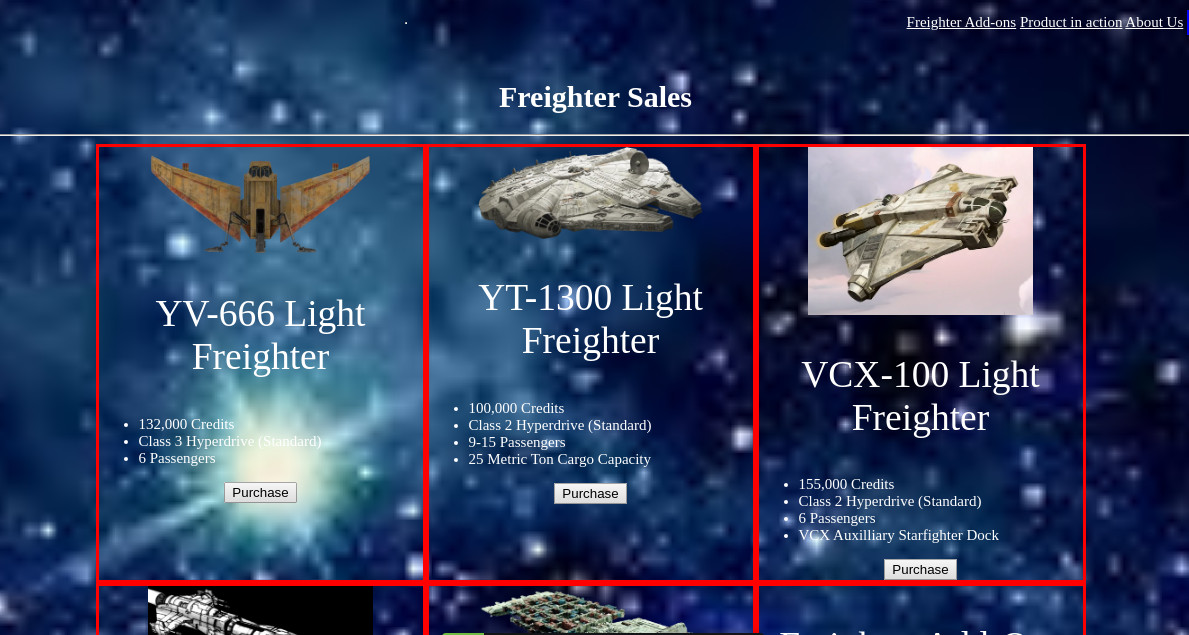 Freighter Add-ons Product in action About Us
Freighter Sales
YV-666 Light
Freighter
• 132,000 Credits
• Class 3 Hyperdrive (Standard)
• 6 Passengers
Purchase
YT-1300 Light
Freighter
• 100,000 Credits
• Class 2 Hyperdrive (Standard)
• 9-15 Passengers
• 25 Metric Ton Cargo Capacity
Purchase
VCX-100 Light
Freighter
• 155,000 Credits
• Class 2 Hyperdrive (Standard)
• 6 Passengers
• VCX Auxilliary Starfighter Dock
Purchase